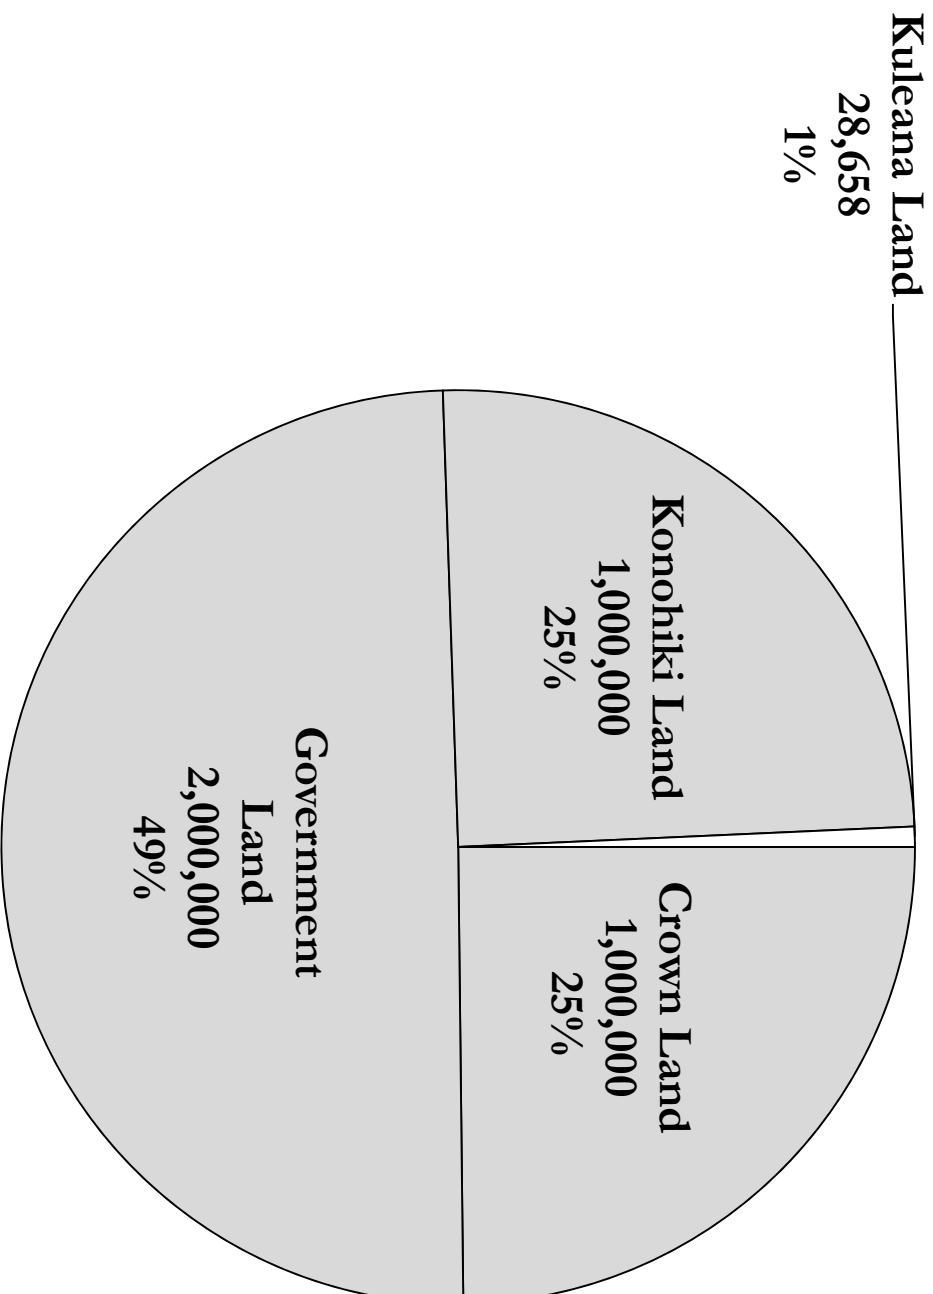 Kuleana Land
28,658
1%
Konohiki Land
1,000,000
25%
Crown Land
1,000,000
25%
Government
Land
2,000,000
49%